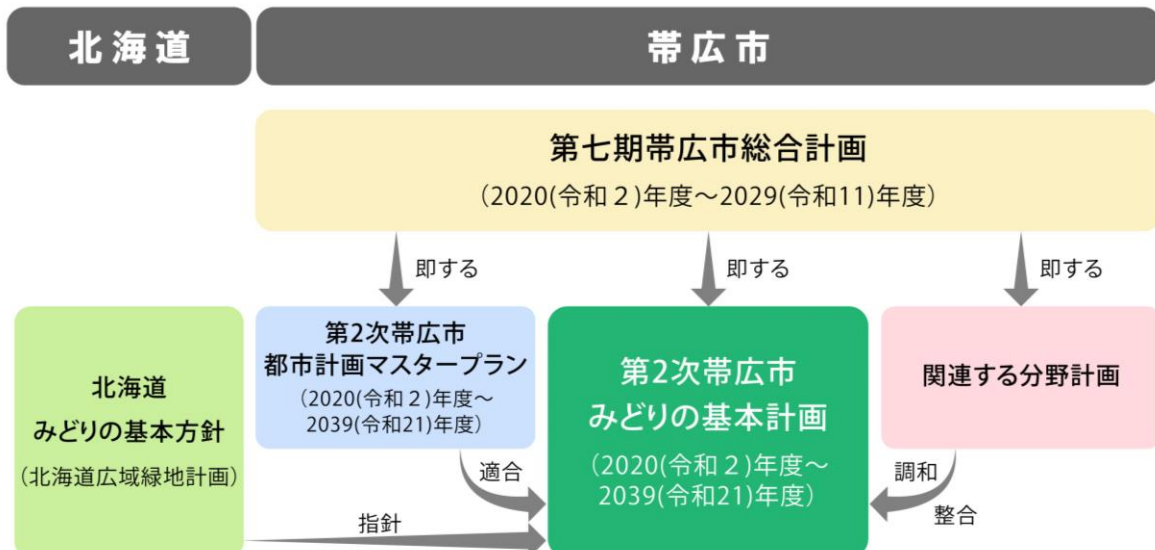 北海道
帯広市
第七期帯広市総合計画
（2020(令和２)年度～2029(令和11)年度）
即する
即する
即する
北海道
みどりの基本方針
（北海道広域緑地計画）
第2次帯広市
都市計画マスタープラン
（2020(令和２)年度～
2039(令和21)年度）
第2次帯広市
みどりの基本計画
（2020(令和２)年度～
2039(令和21)年度）
関連する分野計画
適合
調和
整合
指針